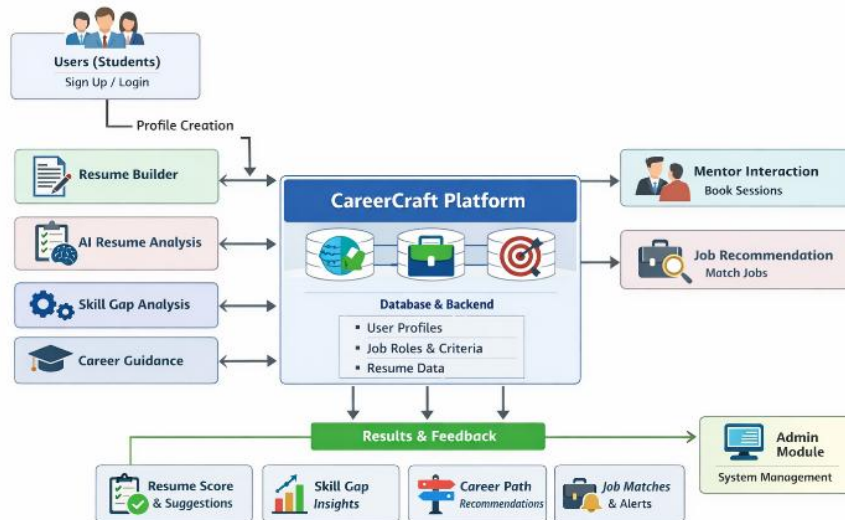 Users (Students)
Sign Up / Login
Profile Creation
Resume Builder
AI Resume Analysis
Skill Gap Analysis
Career Guidance
CareerCraft Platform
Database & Backend
▪ User Profiles
▪ Job Roles & Criteria
▪ Resume Data
Mentor Interaction
Book Sessions
Job Recommendation
Match Jobs
Results & Feedback
Admin
Module
System Management
Resume Score
& Suggestions
Skill Gap
Insights
Career Path
Recommendations
Job Matches
& Alerts